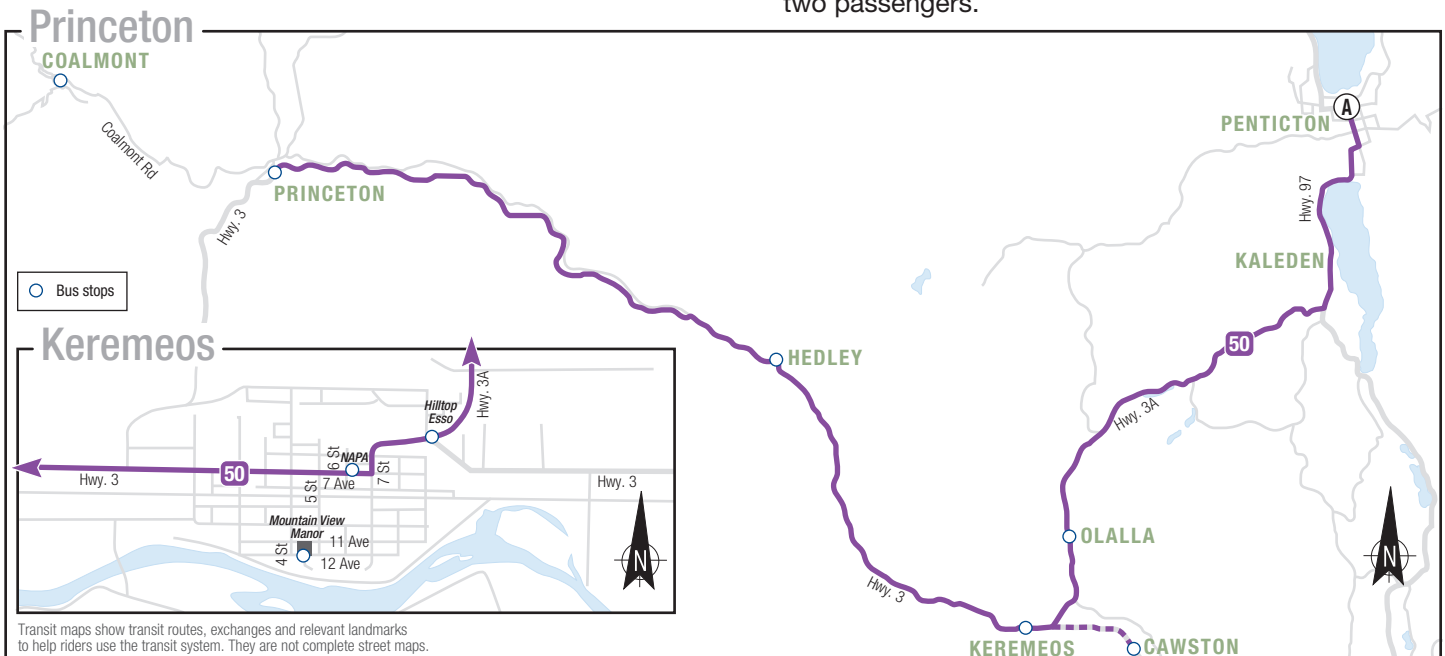 two passengers.
Princeton
COALMONT
Coalmont Rd
PRINCETON
Hwy. 3
A
PENTICTON
Hwy. 97
KALEDEN
50
Hwy. 3A
HEDLEY
OLALLA
Hwy. 3
KEREMEOS
CAWSTON
N
Bus stops
Keremeos
Hilltop
Esso
Hwy. 3A
NAPA
6 St
7 St
50
Hwy. 3
5 St
7 Ave
Hwy. 3
Mountain View
Manor
4 St
11 Ave
12 Ave
N
Transit maps show transit routes, exchanges and relevant landmarks
to help riders use the transit system. They are not complete street maps.